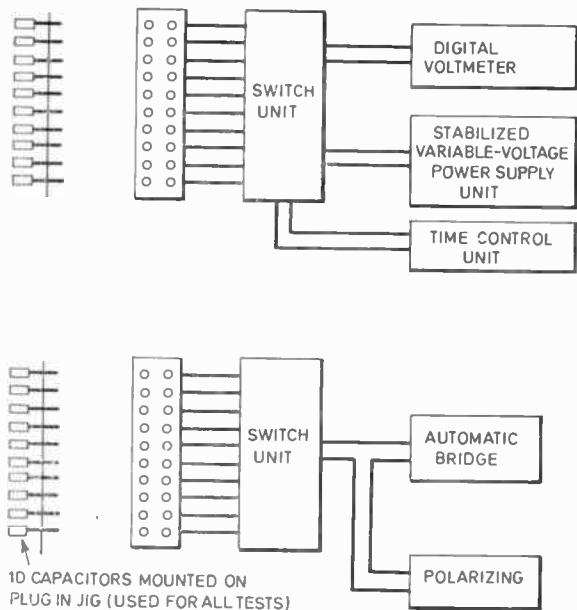 DIGITAL
VOLTMETER
SWITCH
UNIT
STABILIZED
VARIABLE-VOLTAGE
POWER SUPPLY
UNIT
TIME CONTROL
UNIT
SWITCH
UNIT
AUTOMATIC
BRIDGE
POLARIZING
10 CAPACITORS MOUNTED ON
PLUG IN JIG (USED FOR ALL TESTS)